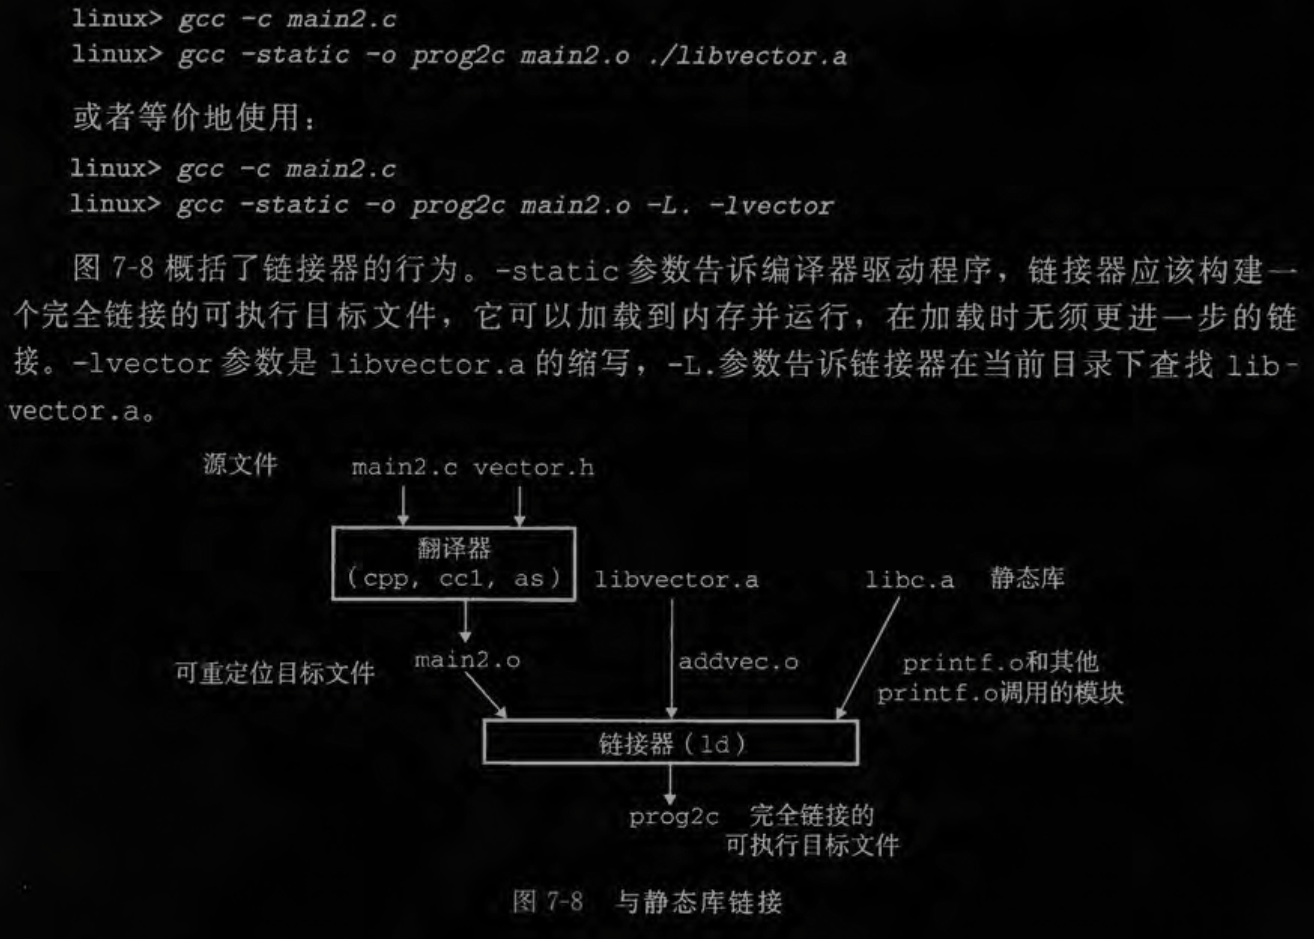 linux> gcc -c main2.c
linux> gcc -static -o prog2c main2.o ./libvector.a
或者等价地使用：
linux> gcc -c main2.c
linux> gcc -static -o prog2c main2.o -L. -lvector
图 7-8 概括了链接器的行为。-static 参数告诉编译器驱动程序，链接器应该构建一
个完全链接的可执行目标文件，它可以加载到内存并运行，在加载时无须更进一步的链
接。-lvector 参数是 libvector.a 的缩写，-L.参数告诉链接器在当前目录下查找 lib-
vector.a。
源文件 main2.c vector.h
翻译器
(cpp, cc1, as) libvector.a libc.a 静态库
可重定位目标文件 main2.o addvec.o printf.o和其他
printf.o调用的模块
链接器(ld)
prog2c 完全链接的
可执行目标文件
图 7-8 与静态库链接